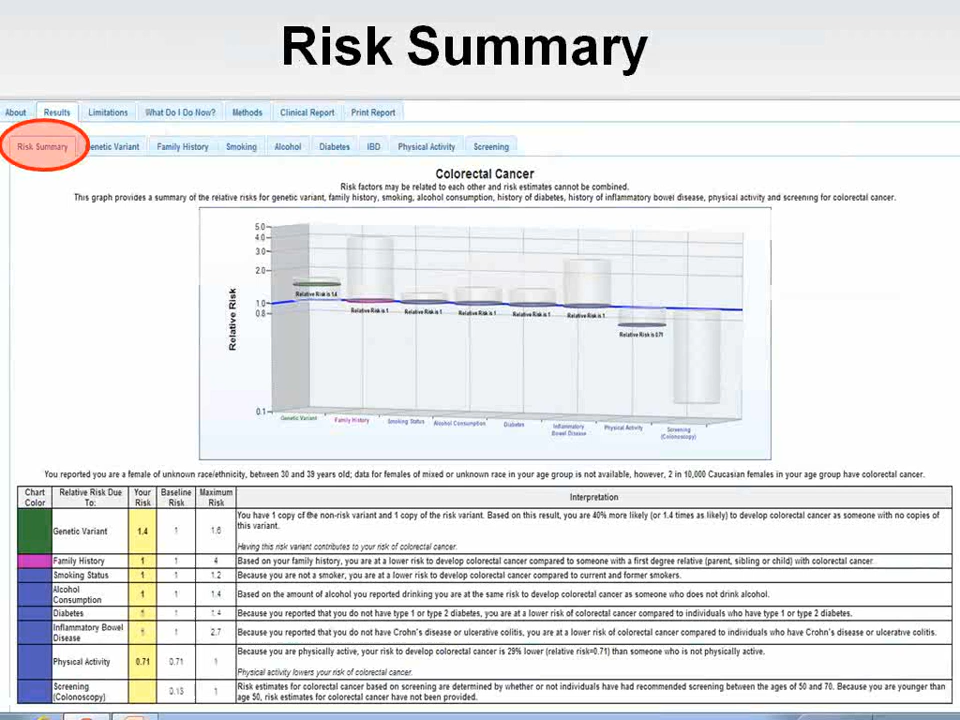 Risk Summary
About Results Limitations What Do I Do Now? Methods Clinical Report Print Report
Risk Summary Genetic Variant Family History Smoking Alcohol Diabetes IBD Physical Activity Screening
Colorectal Cancer
Risk factors may be related to each other and risk estimates cannot be combined.
This graph provides a summary of the relative risks for genetic variant, family history, smoking, alcohol consumption, history of diabetes, history of inflammatory bowel disease, physical activity and screening for colorectal cancer.
5.0
4.0
3.0
2.0
1.0
0.8
0.1
Relative Risk
Relative Risk is 1.4
Relative Risk is 1
Relative Risk is 1
Relative Risk is 1
Relative Risk is 1
Relative Risk is 1
Relative Risk is 0.71
Genetic Variant
Family History
Smoking Status
Alcohol Consumption
Diabetes
Inflammatory
Bowel Disease
Physical Activity
Screening
(Colonoscopy)
You reported you are a female of unknown race/ethnicity, between 30 and 39 years old; data for females of mixed or unknown race in your age group is not available, however, 2 in 10,000 Caucasian females in your age group have colorectal cancer.
Chart Relative Risk Due Your Baseline Maximum Interpretation
Color To: Risk Risk Risk
Genetic Variant 1.4 1 1.6 You have 1 copy of the non-risk variant and 1 copy of the risk variant. Based on this result, you are 40% more likely (or 1.4 times as likely) to develop colorectal cancer as someone with no copies of
this variant.
Having this risk variant contributes to your risk of colorectal cancer.
Family History 1 1 4 Based on your family history, you are at a lower risk to develop colorectal cancer compared to someone with a first degree relative (parent, sibling or child) with colorectal cancer.
Smoking Status 1 1 1.2 Because you are not a smoker, you are at a lower risk to develop colorectal cancer compared to current and former smokers.
Alcohol
Consumption 1 1 1.4 Based on the amount of alcohol you reported drinking you are at the same risk to develop colorectal cancer as someone who does not drink alcohol.
Diabetes 1 1 1.4 Because you reported that you do not have type 1 or type 2 diabetes, you are at a lower risk of colorectal cancer compared to individuals who have type 1 or type 2 diabetes.
Inflammatory Bowel
Disease 1 1 2.7 Because you reported that you do not have Crohn's disease or ulcerative colitis, you are at a lower risk of colorectal cancer compared to individuals who have Crohn's disease or ulcerative colitis.
Physical Activity 0.71 0.71 1 Because you are physically active, your risk to develop colorectal cancer is 29% lower (relative risk=0.71) than someone who is not physically active.
Physical activity lowers your risk of colorectal cancer.
Screening
(Colonoscopy) 1 Risk estimates for colorectal cancer based on screening are determined by whether or not individuals have had recommended screening between the ages of 50 and 70. Because you are younger than
age 50, risk estimates for colorectal cancer have not been provided.